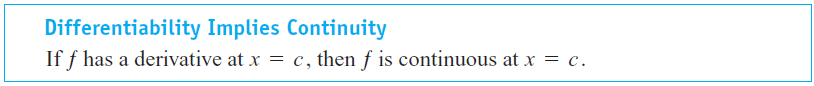 Differentiability Implies Continuity
If f has a derivative at x = c, then f is continuous at x = c.